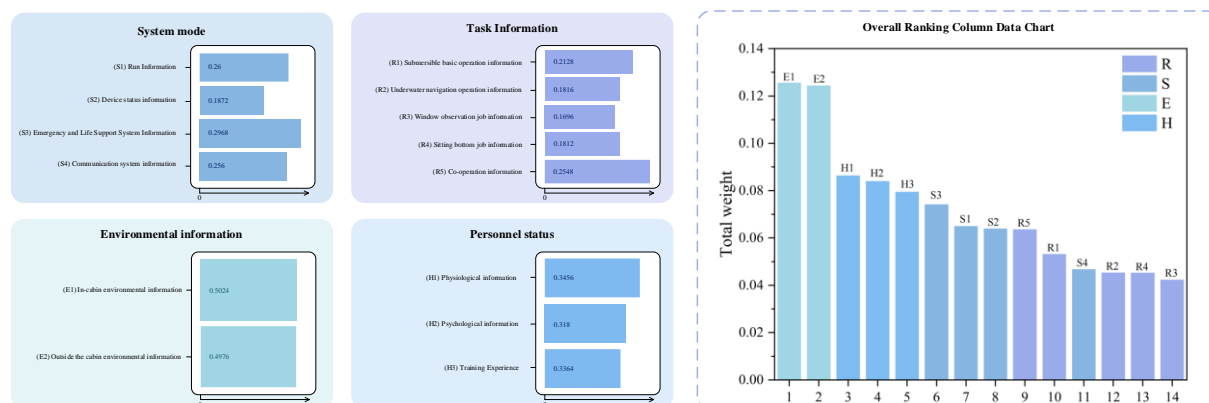 System mode
(S1) Run Information
0.26
(S2) Device status information
0.1872
(S3) Emergency and Life Support System Information
0.2968
(S4) Communication system information
0.256
0
Task Information
(R1) Submersible basic operation information
0.2128
(R2) Underwater navigation operation information
0.1816
(R3) Window observation job information
0.1696
(R4) Sitting bottom job information
0.1812
(R5) Co-operation information
0.2548
0
Environmental information
(E1) In-cabin environmental information
0.5024
(E2) Outside the cabin environmental information
0.4976
Personnel status
(H1) Physiological information
0.3456
(H2) Psychological information
0.318
(H3) Training Experience
0.3364
Overall Ranking Column Data Chart
Total weight
0.14
0.12
0.10
0.08
0.06
0.04
0.02
0.00
E1
E2
H1
H2
H3
S3
S1
S2
R5
R1
S4
R2
R4
R3
R
S
E
H
1 2 3 4 5 6 7 8 9 10 11 12 13 14